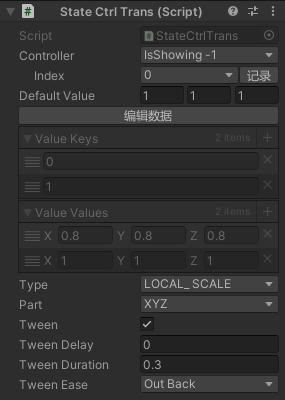 State Ctrl Trans (Script)
Script StateCtrlTrans
Controller IsShowing -1
Index 0 记录
Default Value 1 1 1
编辑数据
Value Keys 2 items
0
1
Value Values 2 items
X 0.8 Y 0.8 Z 0.8
X 1 Y 1 Z 1
Type LOCAL_ SCALE
Part XYZ
Tween
Tween Delay 0
Tween Duration 0.3
Tween Ease Out Back